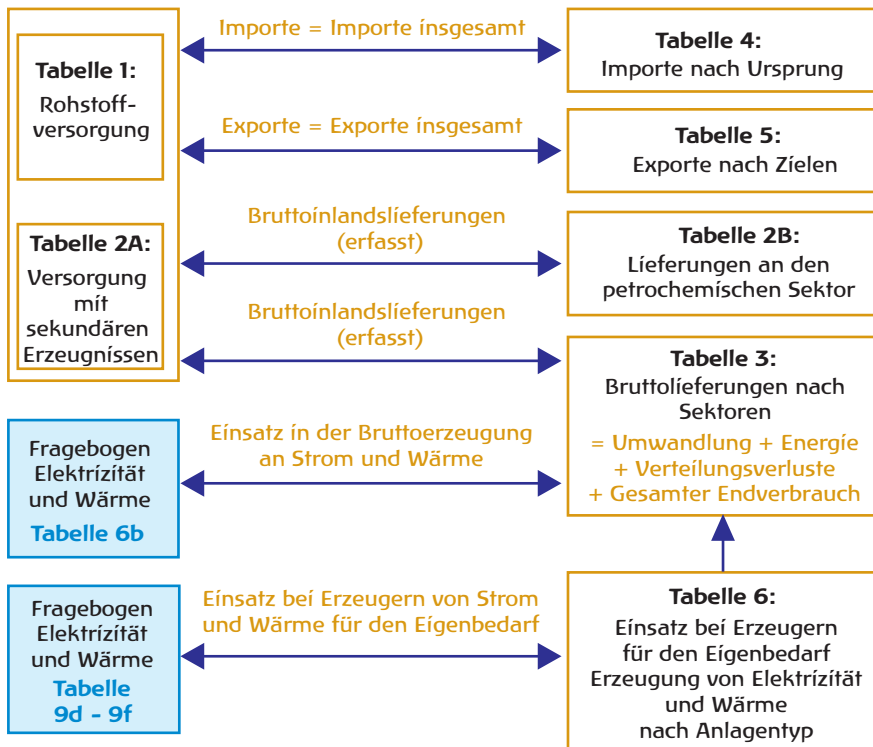 Importe = Importe insgesamt
Tabelle 1:
Rohstoff-
versorgung
Tabelle 4:
Importe nach Ursprung
Exporte = Exporte insgesamt
Tabelle 5:
Exporte nach Zielen
Tabelle 2A:
Versorgung
mit
sekundären
Erzeugnissen
Bruttoinlandslieferungen
(erfasst)
Tabelle 2B:
Lieferungen an den
petrochemischen Sektor
Bruttoinlandslieferungen
(erfasst)
Tabelle 3:
Bruttolieferungen nach
Sektoren
= Umwandlung + Energie
+ Verteilungsverluste
+ Gesamter Endverbrauch
Fragebogen
Elektrizität
und Wärme
Tabelle 6b
Einsatz in der Bruttoerzeugung
an Strom und Wärme
Fragebogen
Elektrizität
und Wärme
Tabelle
9d - 9f
Einsatz bei Erzeugern von Strom
und Wärme für den Eigenbedarf
Tabelle 6:
Einsatz bei Erzeugern
für den Eigenbedarf
Erzeugung von Elektrizität
und Wärme
nach Anlagentyp